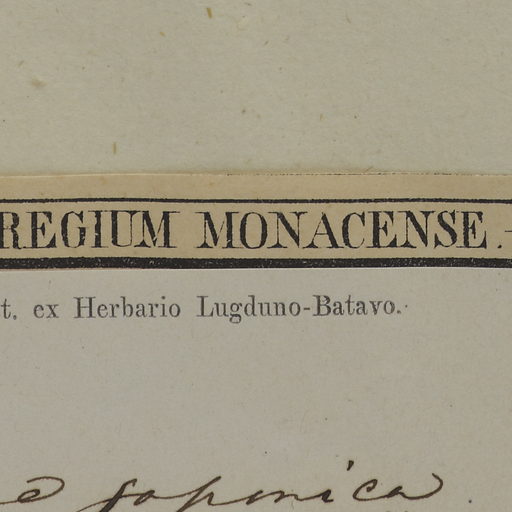 REGIUM MONACENSE.
t. ex Herbario Lugduno-Batavo.
japonica